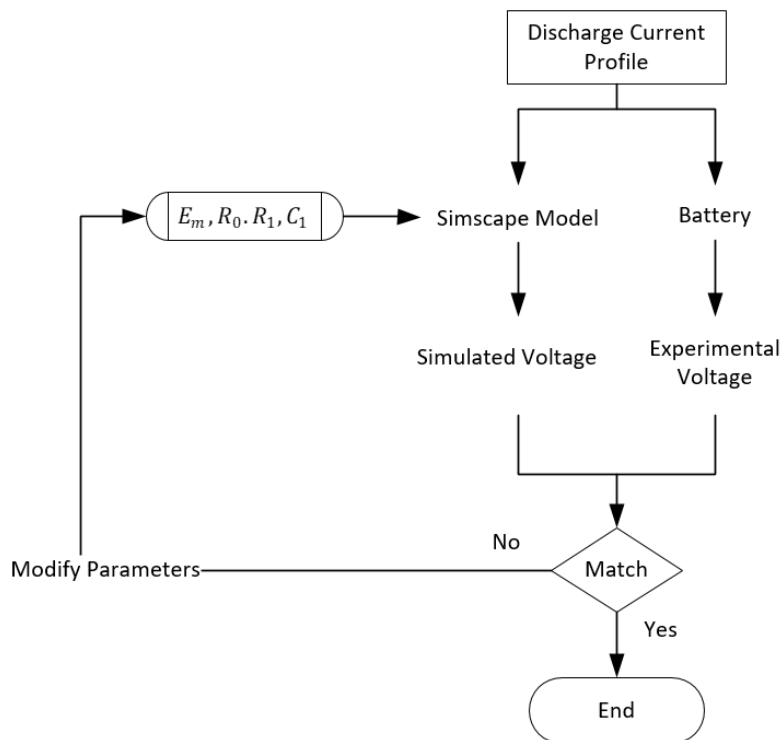 Discharge Current
Profile
E_m, R_0. R_1, C_1
Simscape Model
Battery
Simulated Voltage
Experimental
Voltage
No
Match
Modify Parameters
Yes
End